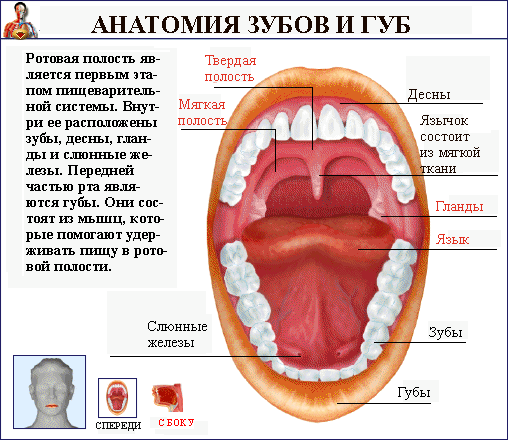 АНАТОМИЯ ЗУБОВ И ГУБ
Ротовая полость яв-
ляется первым эта-
пом пищеваритель-
ной системы. Внут-
ри ее расположены
зубы, десны, глан-
ды и слюнные же-
лезы. Передней
частью рта явля-
ются губы. Они сос-
тоят из мышц, кото-
рые помогают удер-
живать пищу в рото-
вой полости.
Твердая
полость
Мягкая
полость
Десны
Язычок
состоит
из мягкой
ткани
Гланды
Язык
Слюнные
железы
Зубы
Губы
СПЕРЕДИ
СБОКУ